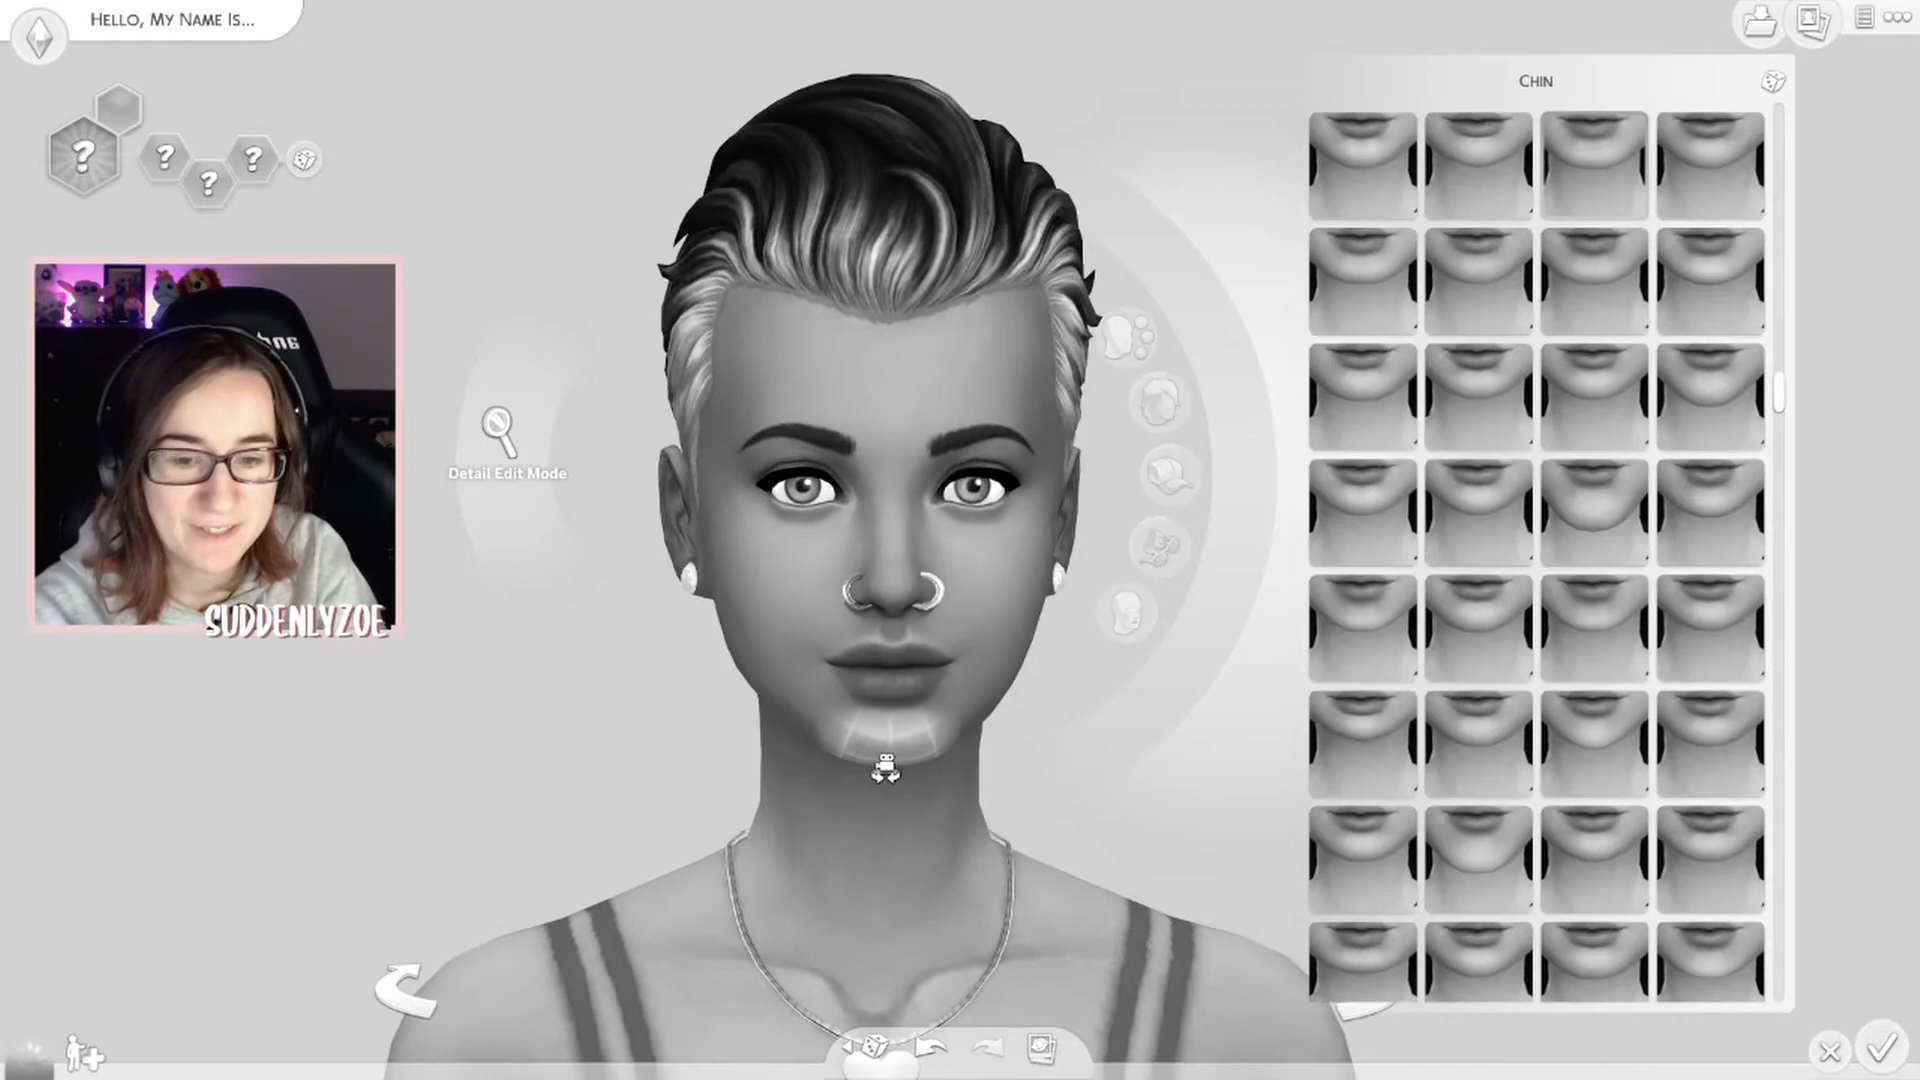 Hello, My Name Is...
Chin
?
?
?
?
Detail Edit Mode
SUDDENLYZOE